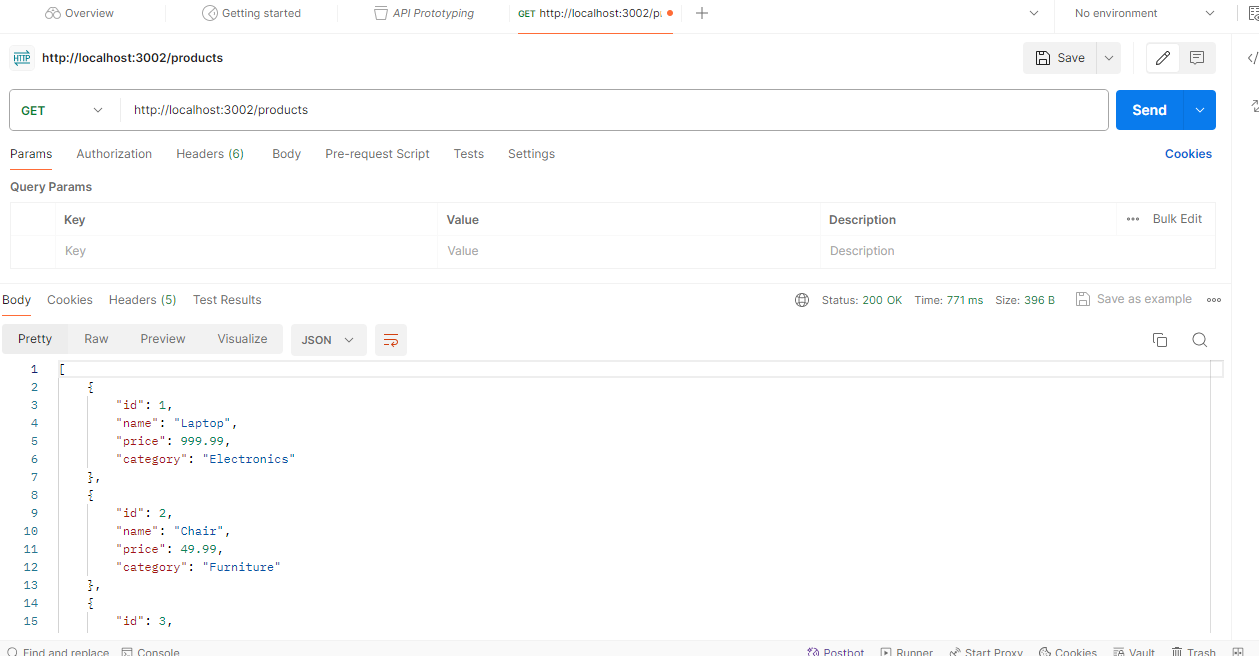 Overview Getting started API Prototyping GET http://localhost:3002/p No environment
HTTP http://localhost:3002/products Save
GET http://localhost:3002/products Send
Params Authorization Headers (6) Body Pre-request Script Tests Settings Cookies
Query Params
Key Value Description Bulk Edit
Key Value Description
Body Cookies Headers (5) Test Results Status: 200 OK Time: 771 ms Size: 396 B Save as example
Pretty Raw Preview Visualize JSON
1 [
2 {
3 "id": 1,
4 "name": "Laptop",
5 "price": 999.99,
6 "category": "Electronics"
7 },
8 {
9 "id": 2,
10 "name": "Chair",
11 "price": 49.99,
12 "category": "Furniture"
13 },
14 {
15 "id": 3,
Find and replace Console Postbot Runner Start Proxy Cookies Vault Trash